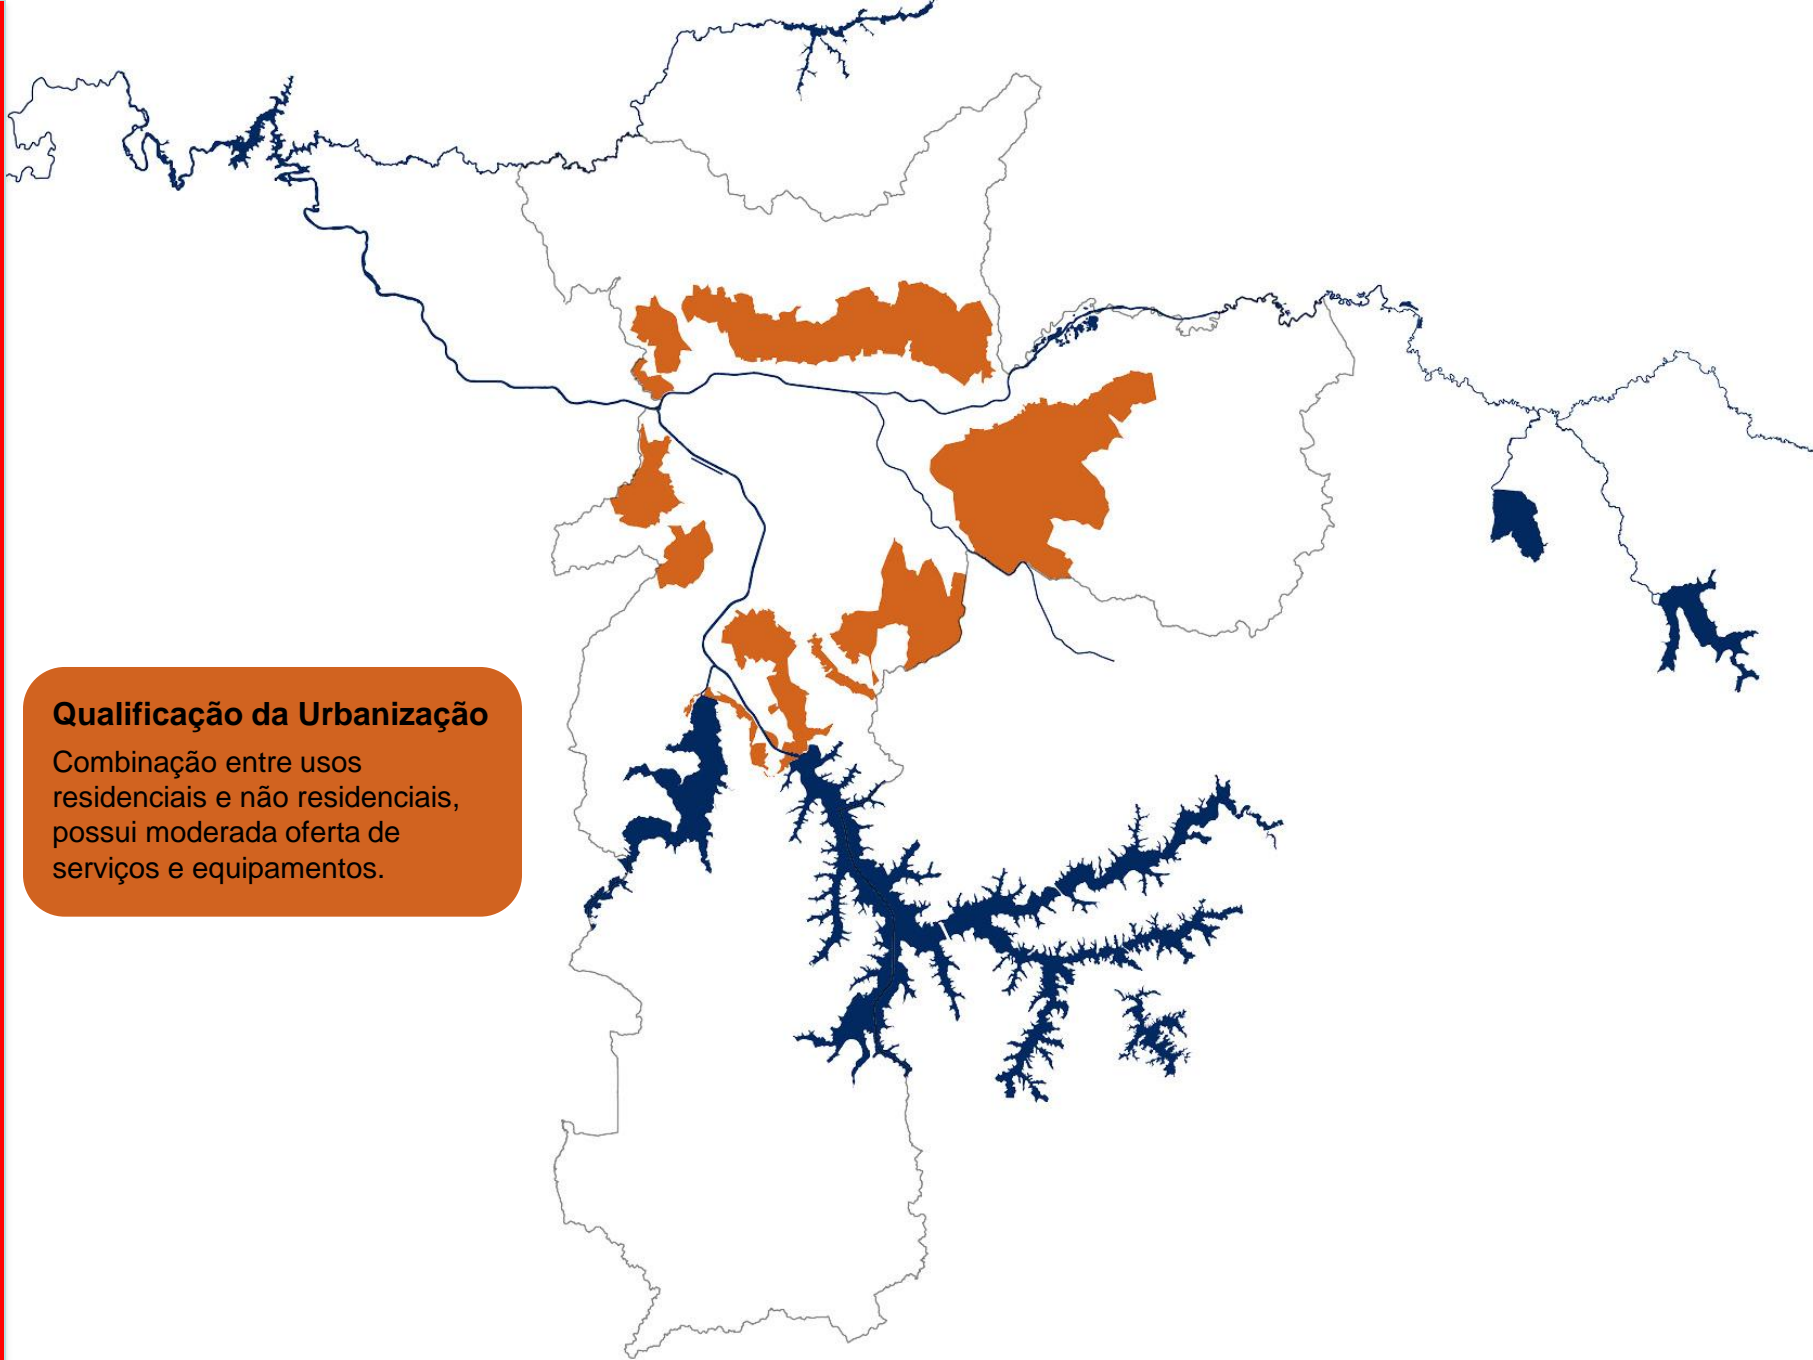 Qualificação da Urbanização
Combinação entre usos
residenciais e não residenciais,
possui moderada oferta de
serviços e equipamentos.